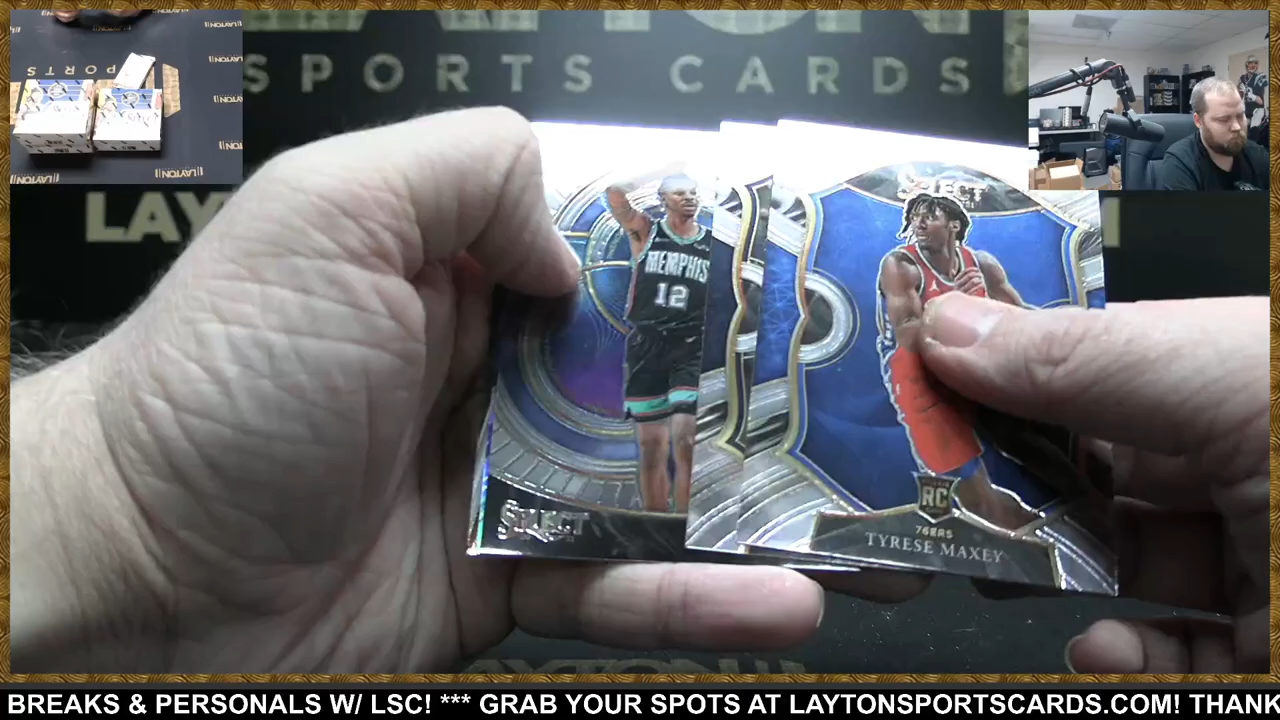 LAYTON
SPORTS CARDS
LAY
SELECT
MEMPHIS
12
SELECT
RC
76ERS
TYRESE MAXEY
BREAKS & PERSONALS W/ LSC! *** GRAB YOUR SPOTS AT LAYTONSPORTSCARDS.COM! THANK